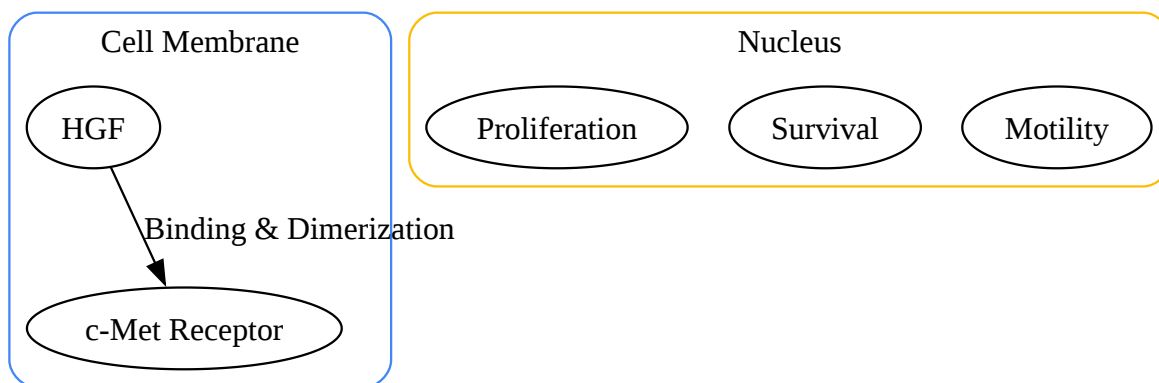 Cell Membrane
HGF
Binding & Dimerization
c-Met Receptor
Nucleus
Proliferation
Survival
Motility